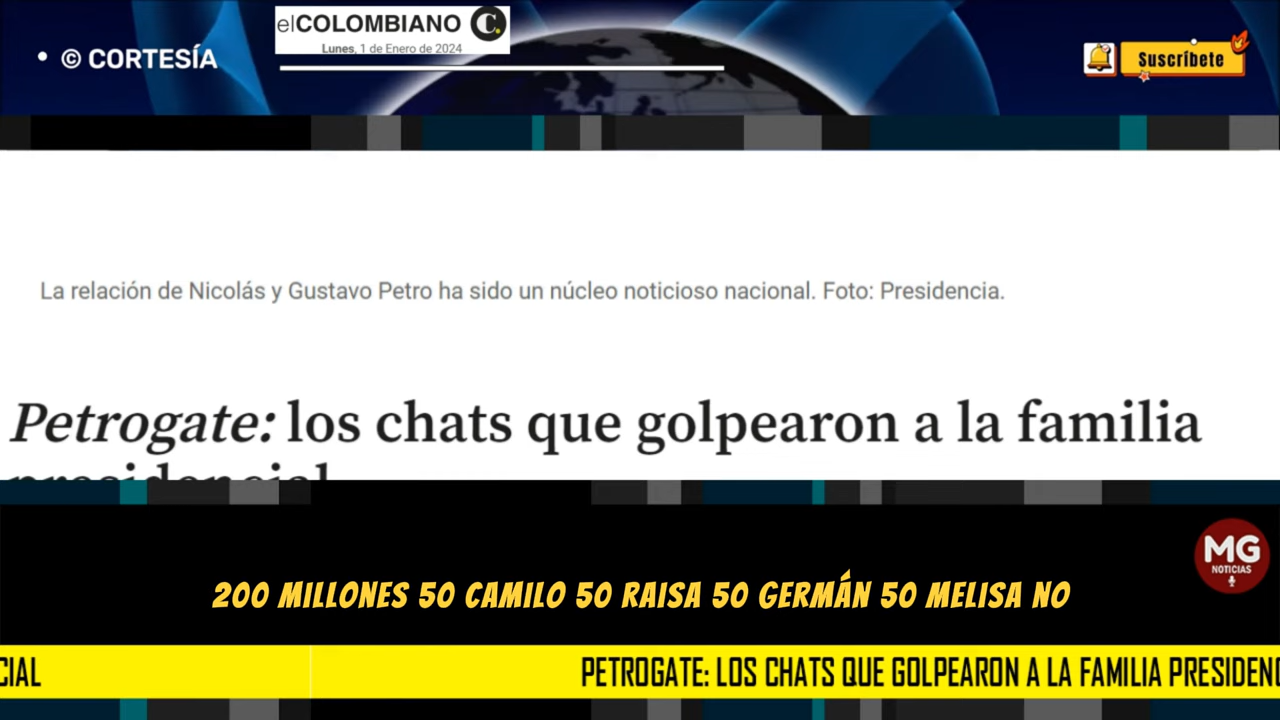 elCOLOMBIANO C.
Lunes, 1 de Enero de 2024
• © CORTESÍA
Suscríbete
La relación de Nicolás y Gustavo Petro ha sido un núcleo noticioso nacional. Foto: Presidencia.
Petrogate: los chats que golpearon a la familia
presidencial
MG
NOTICIAS
200 MILLONES 50 CAMILO 50 RAISA 50 GERMÁN 50 MELISA NO
CIAL PETROGATE: LOS CHATS QUE GOLPEARON A LA FAMILIA PRESIDENC